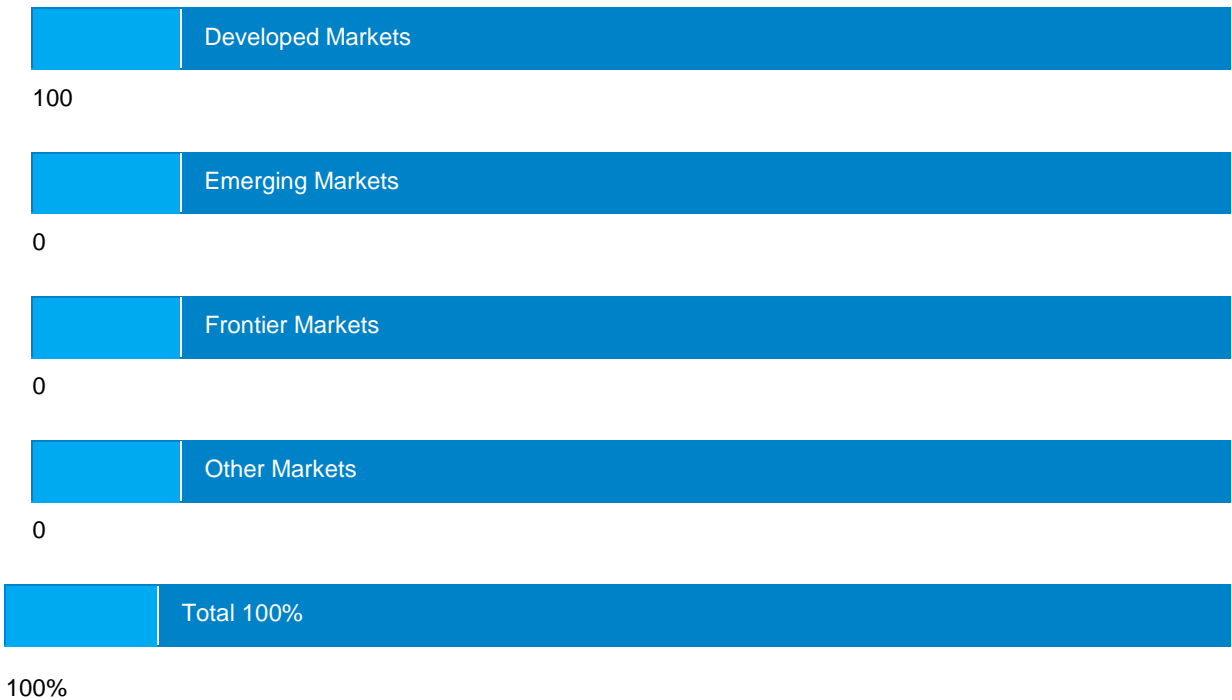 Developed Markets
100
Emerging Markets
0
Frontier Markets
0
Other Markets
0
Total 100%
100%